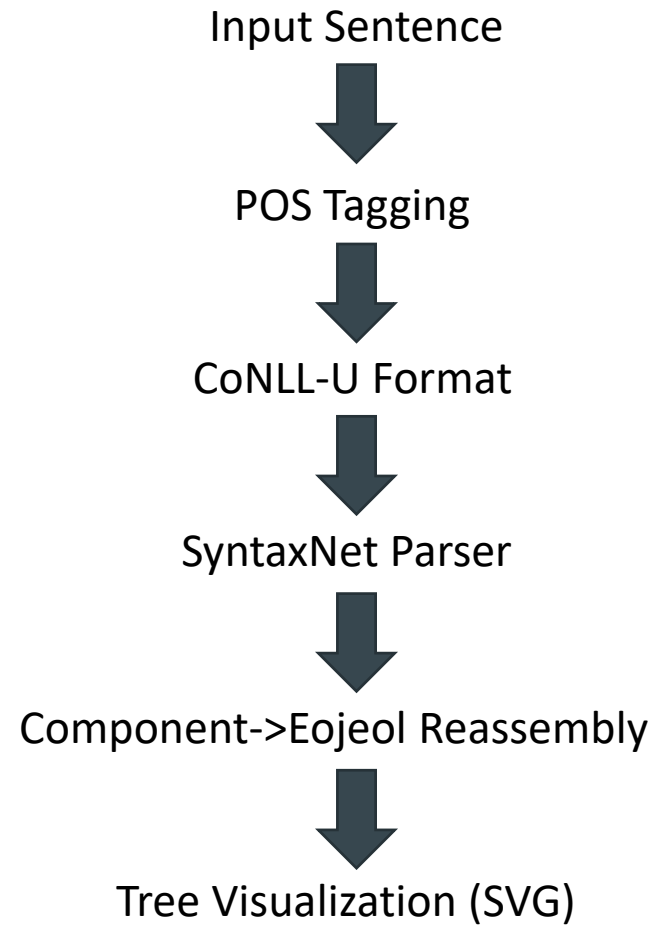 Input Sentence
POS Tagging
CoNLL-U Format
SyntaxNet Parser
Component->Eojeol Reassembly
Tree Visualization (SVG)